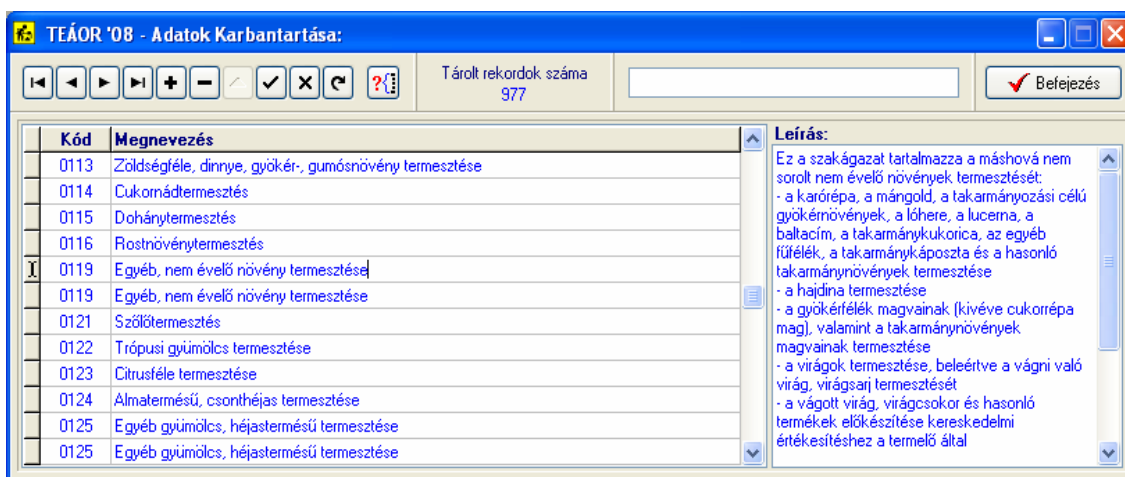 TEÁOR '08 - Adatok Karbantartása:
?{
Tárolt rekordok száma
977
Befejezés
Kód Megnevezés
0113 Zöldségféle, dinnye, gyökér-, gumósnövény termesztése
0114 Cukornádtermesztés
0115 Dohánytermesztés
0116 Rostnövénytermesztés
0119 Egyéb, nem évelő növény termesztése
0119 Egyéb, nem évelő növény termesztése
0121 Szőlőtermesztés
0122 Trópusi gyümölcs termesztése
0123 Citrusféle termesztése
0124 Almatermésű, csonthéjas termesztése
0125 Egyéb gyümölcs, héjastermésű termesztése
0125 Egyéb gyümölcs, héjastermésű termesztése
Leírás:
Ez a szakágazat tartalmazza a máshová nem
sorolt nem évelő növények termesztését:
- a karórépa, a mángold, a takarmányozási célú
gyökérnövények, a lóhere, a lucerna, a
baltacím, a takarmánykukorica, az egyéb
fűfélék, a takarmánykáposzta és a hasonló
takarmánynövények termesztése
- a hajdina termesztése
- a gyökérfélék magvainak (kivéve cukorrépa
mag), valamint a takarmánynövények
magvainak termesztése
- a virágok termesztése, beleértve a vágni való
virág, virágsarj termesztését
- a vágott virág, virágcsokor és hasonló
termékek előkészítése kereskedelmi
értékesítéshez a termelő által